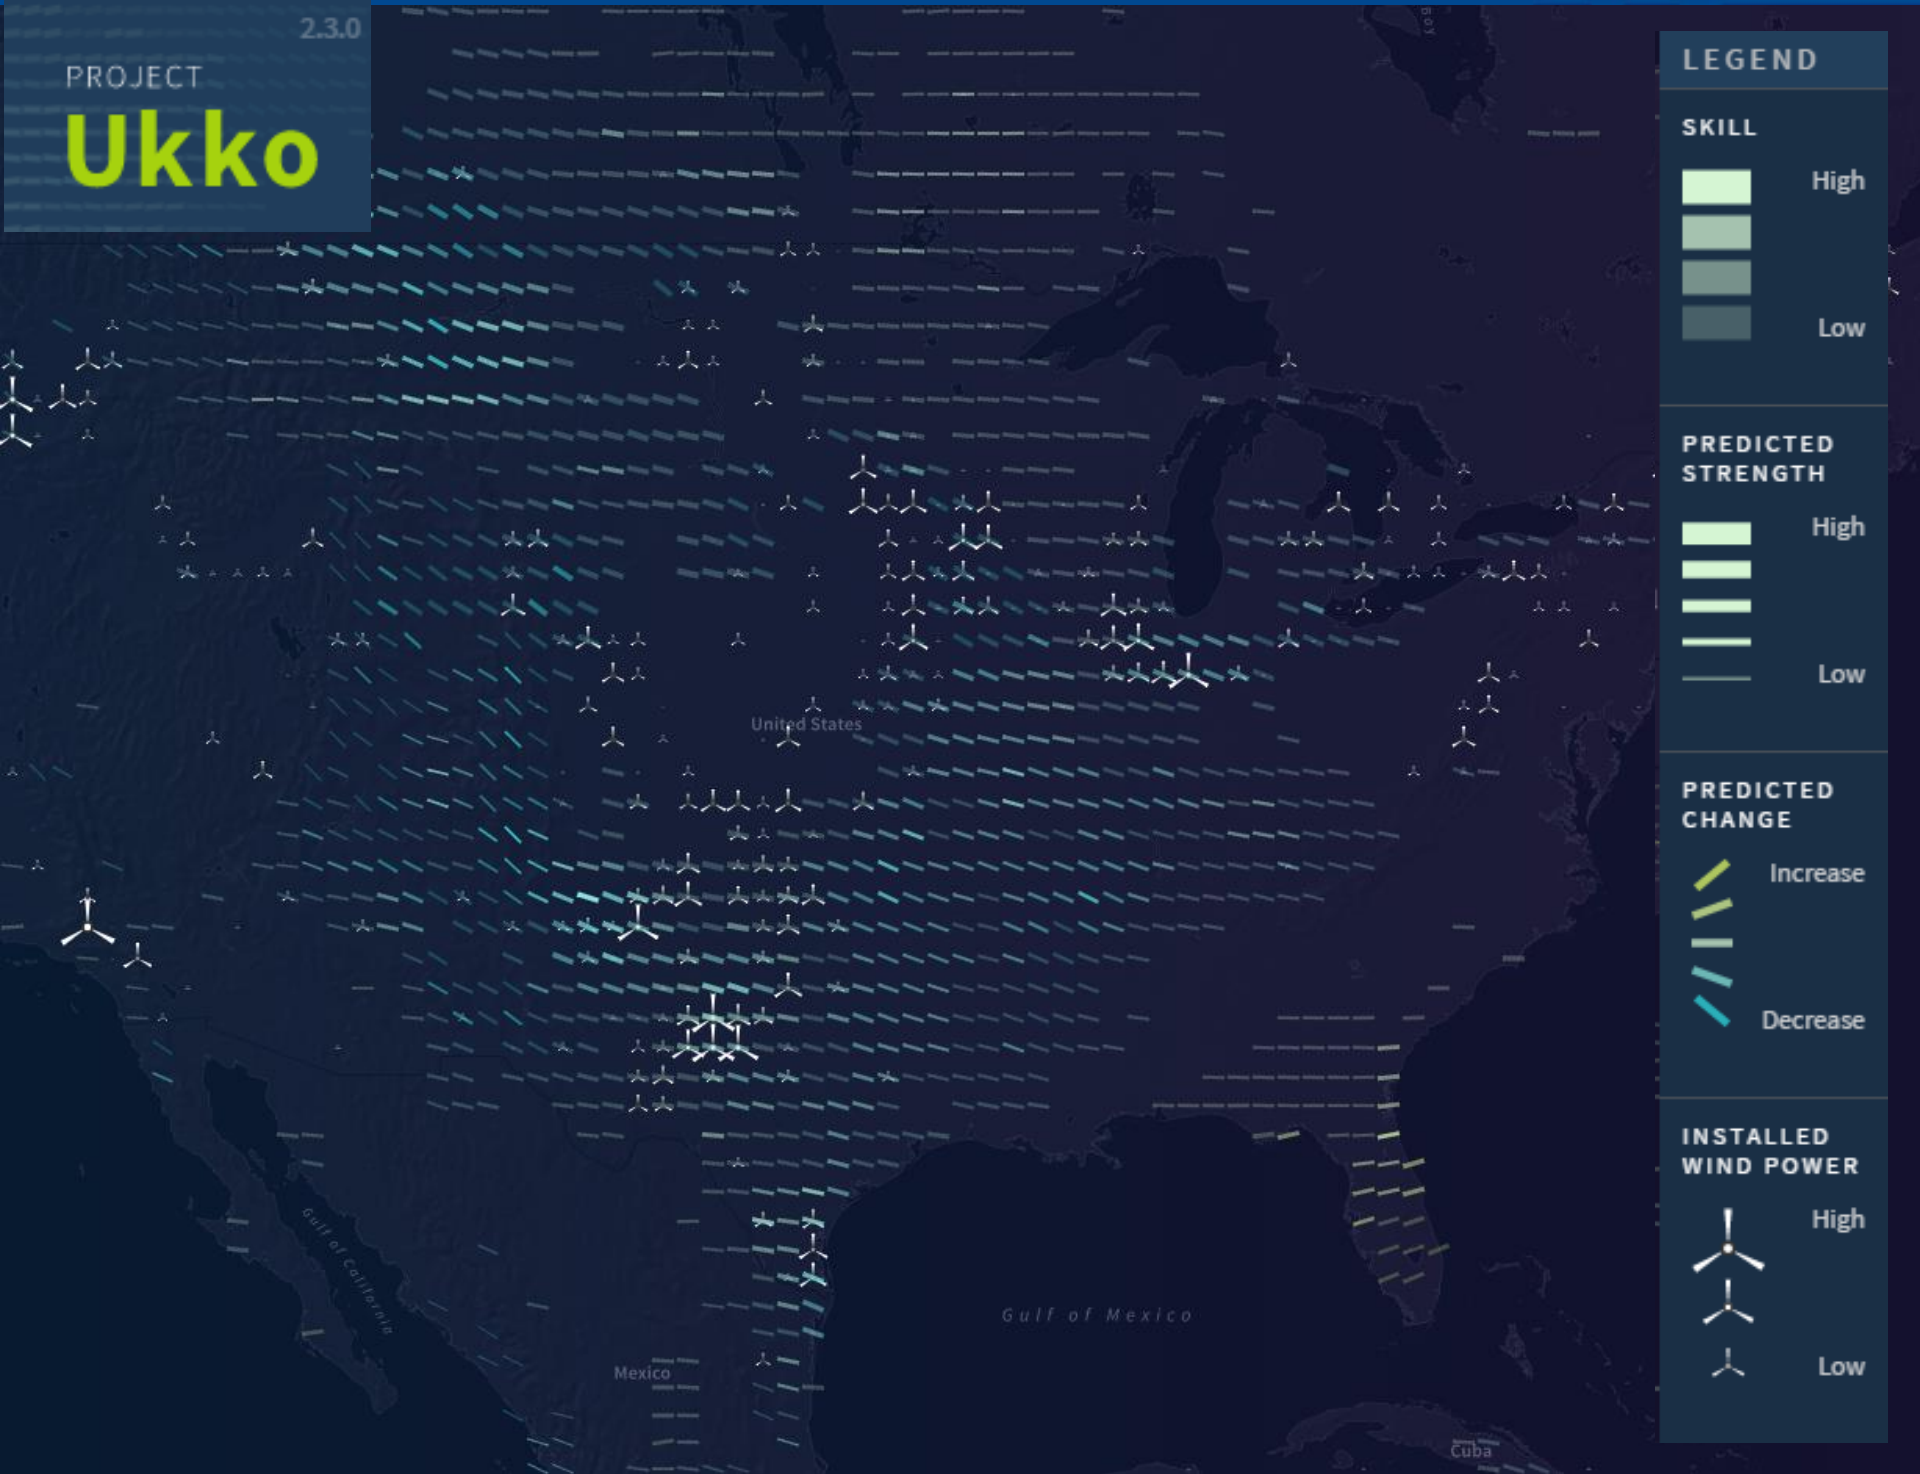 2.3.0
PROJECT
Ukko
LEGEND
SKILL
High
Low
PREDICTED
STRENGTH
High
Low
PREDICTED
CHANGE
Increase
Decrease
INSTALLED
WIND POWER
High
Low
United States
Gulf of California
Gulf of Mexico
Mexico
Cuba